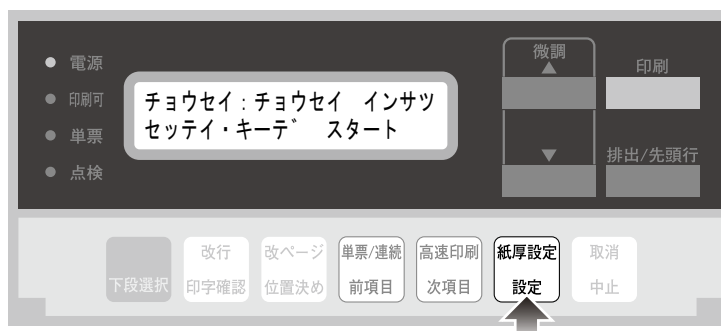 電源
印刷可
単票
点検
チョウセイ：チョウセイ　インサツ
セッテイ・キーデ゛　スタート
微調
▲
▼
印刷
排出/先頭行
下段選択
改行
印字確認
改ページ
位置決め
単票/連続
前項目
高速印刷
次項目
紙厚設定
設定
取消
中止